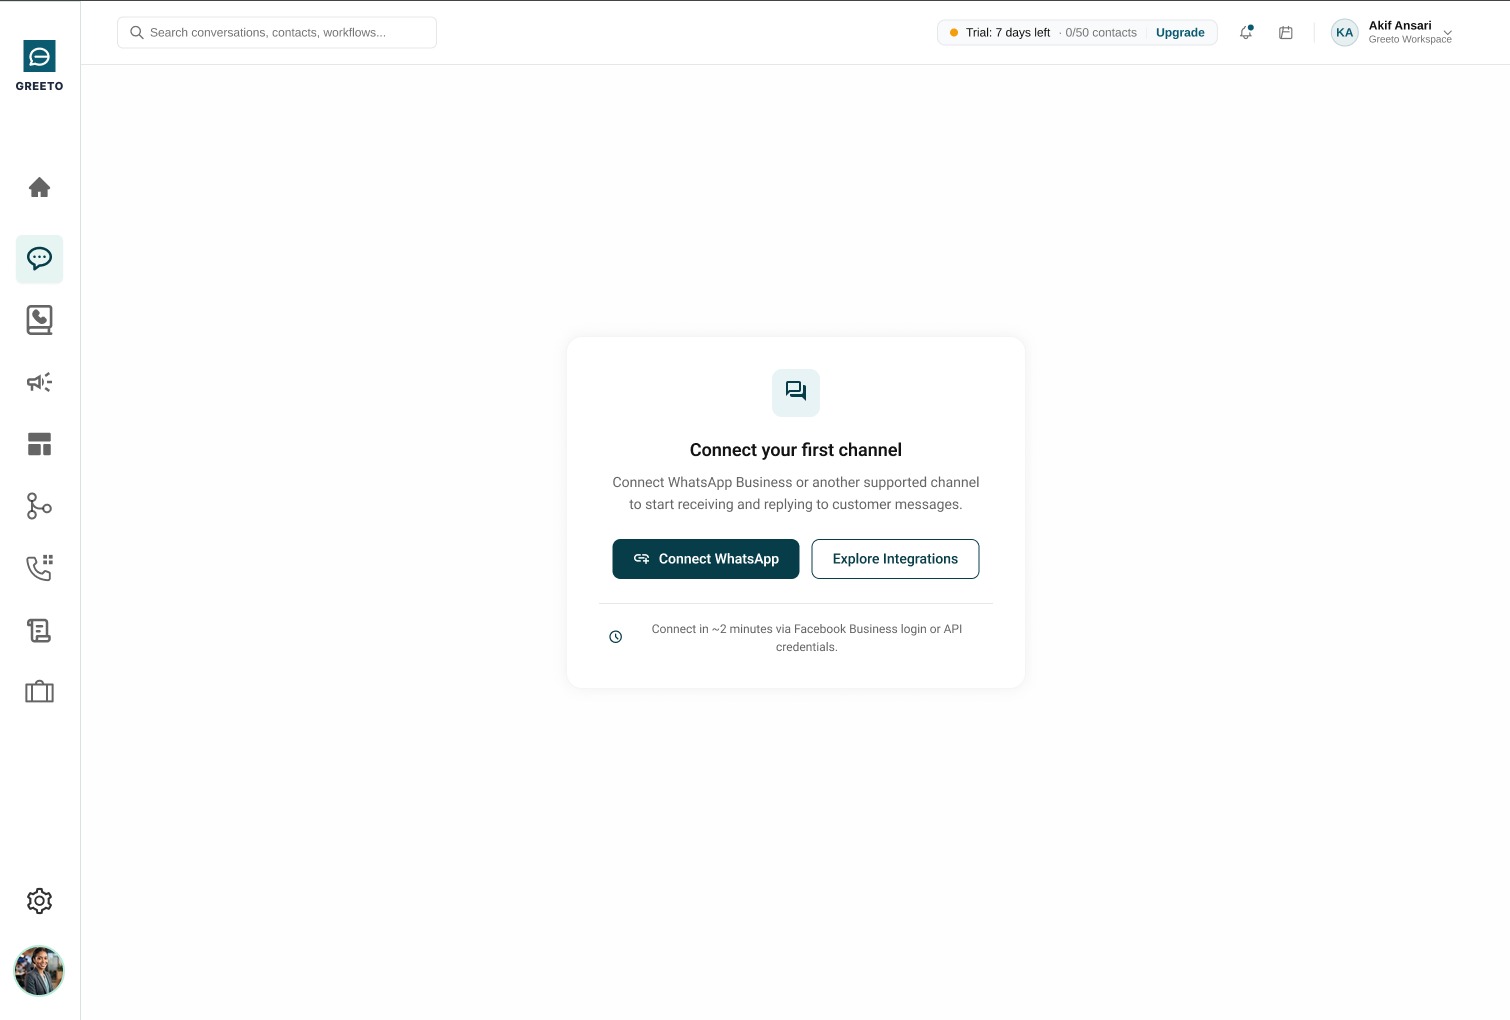 GREETO
Search conversations, contacts, workflows...
Trial: 7 days left · 0/50 contacts Upgrade
KA
Akif Ansari
Greeto Workspace
Connect your first channel
Connect WhatsApp Business or another supported channel
to start receiving and replying to customer messages.
Connect WhatsApp
Explore Integrations
Connect in ~2 minutes via Facebook Business login or API
credentials.